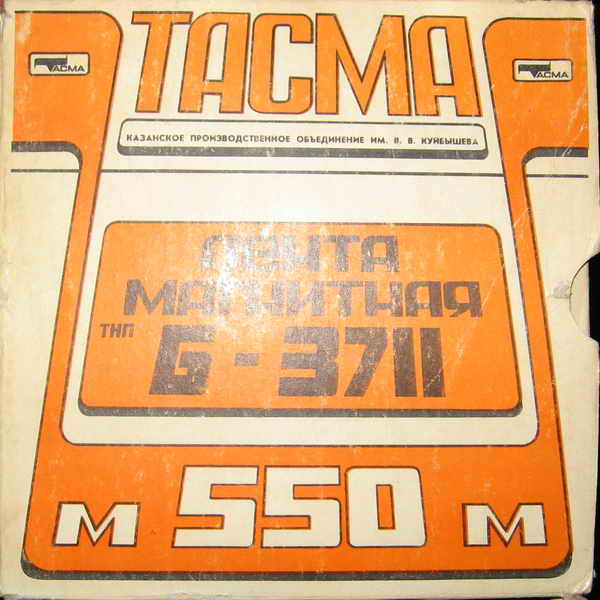 ТАСМА
ТАСМА
ТАСМА
КАЗАНСКОЕ ПРОИЗВОДСТВЕННОЕ ОБЪЕДИНЕНИЕ ИМ. В. В. КУЙБЫШЕВА
ЛЕНТА
МАГНИТНАЯ
ТИП Б-3711
М 550 М